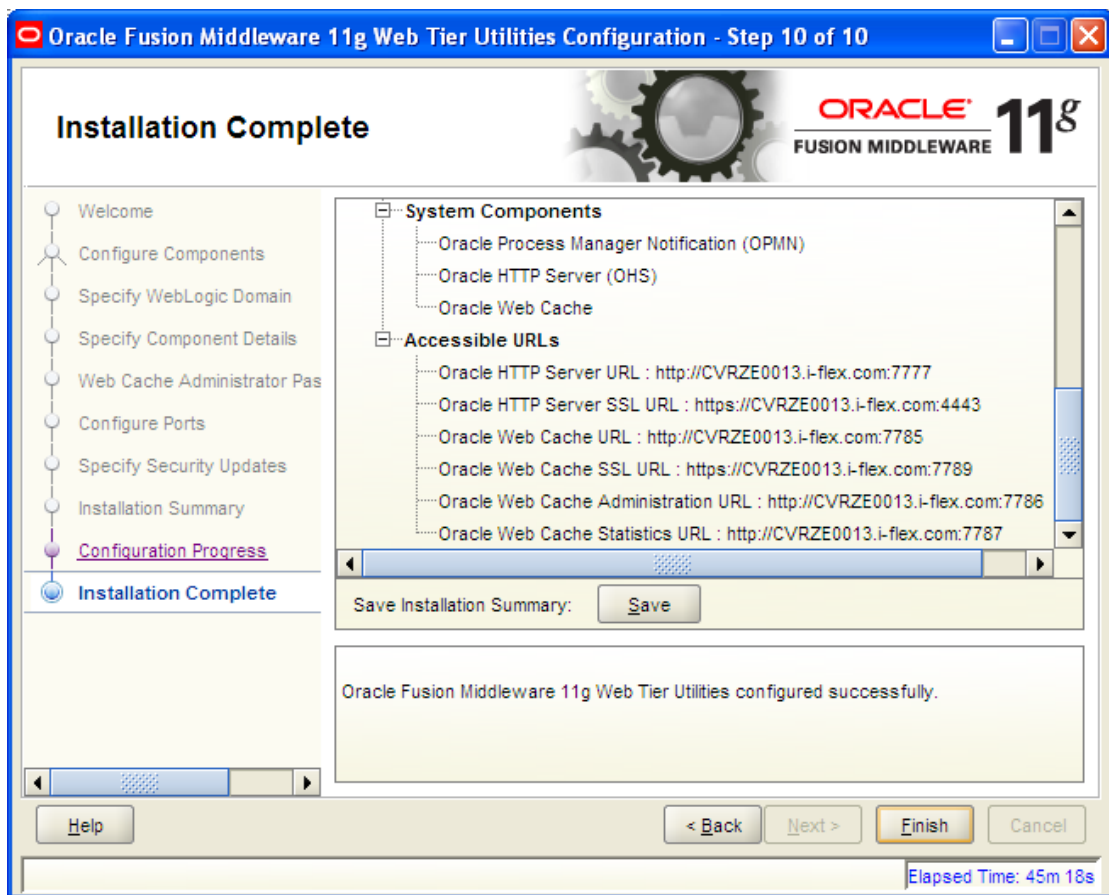 Oracle Fusion Middleware 11g Web Tier Utilities Configuration - Step 10 of 10
Installation Complete
ORACLE
FUSION MIDDLEWARE
11g
Welcome
Configure Components
Specify WebLogic Domain
Specify Component Details
Web Cache Administrator Pas
Configure Ports
Specify Security Updates
Installation Summary
Configuration Progress
Installation Complete
System Components
Oracle Process Manager Notification (OPMN)
Oracle HTTP Server (OHS)
Oracle Web Cache
Accessible URLs
Oracle HTTP Server URL : http://CVRZE0013.i-flex.com:7777
Oracle HTTP Server SSL URL : https://CVRZE0013.i-flex.com:4443
Oracle Web Cache URL : http://CVRZE0013.i-flex.com:7785
Oracle Web Cache SSL URL : https://CVRZE0013.i-flex.com:7789
Oracle Web Cache Administration URL : http://CVRZE0013.i-flex.com:7786
Oracle Web Cache Statistics URL : http://CVRZE0013.i-flex.com:7787
Save Installation Summary: Save
Oracle Fusion Middleware 11g Web Tier Utilities configured successfully.
Help < Back Next > Finish Cancel
Elapsed Time: 45m 18s